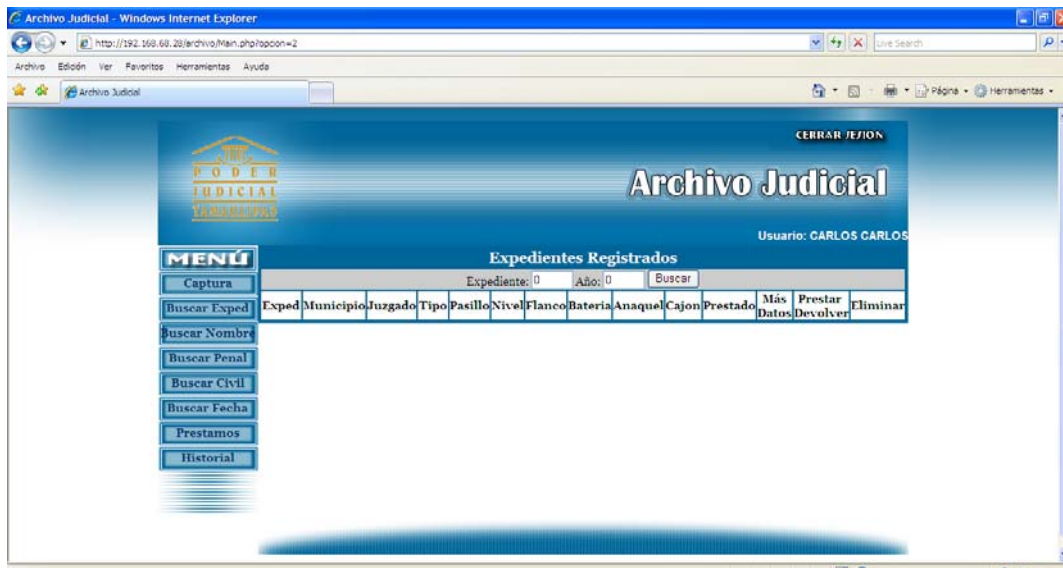 Archivo Judicial - Windows Internet Explorer
http://192.168.68.28/archivo/Main.php?opcion=2
Live Search
Archivo Edición Ver Favoritos Herramientas Ayuda
Archivo Judicial
Página Herramientas
CERRAR SESION
PODER
JUDICIAL
TAMAULIPAS
Archivo Judicial
Usuario: CARLOS CARLOS
MENÚ
Expedientes Registrados
Expediente: 0 Año: 0 Buscar
Exped Municipio Juzgado Tipo Pasillo Nivel Flanco Bateria Anaquel Cajon Prestado Más Datos Prestar Devolver Eliminar
Captura
Buscar Exped
Buscar Nombre
Buscar Penal
Buscar Civil
Buscar Fecha
Prestamos
Historial